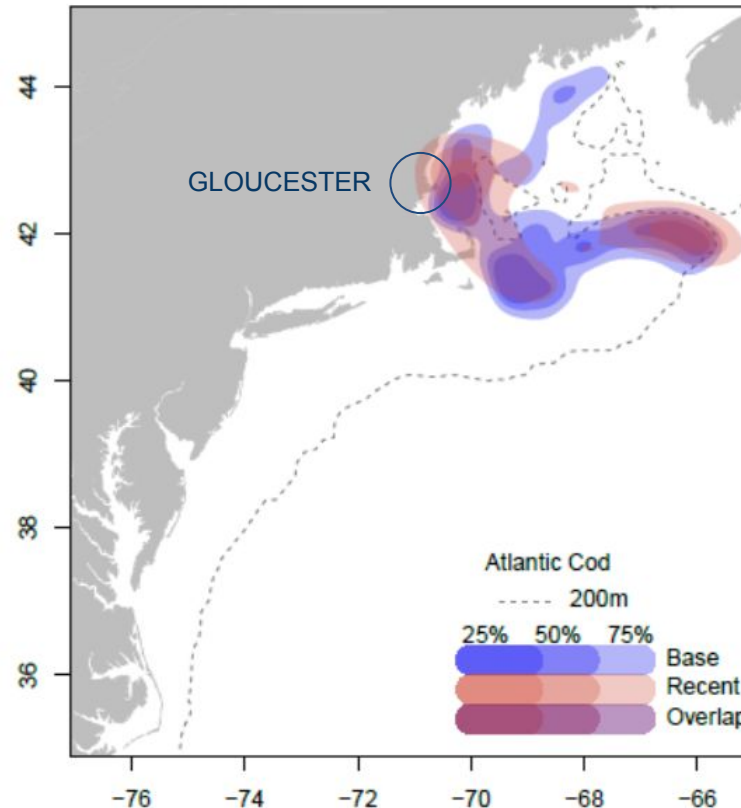 44
GLOUCESTER
42
40
38
36
Atlantic Cod
200m
25% 50% 75%
Base
Recent
Overlap
−76 −74 −72 −70 −68 −66